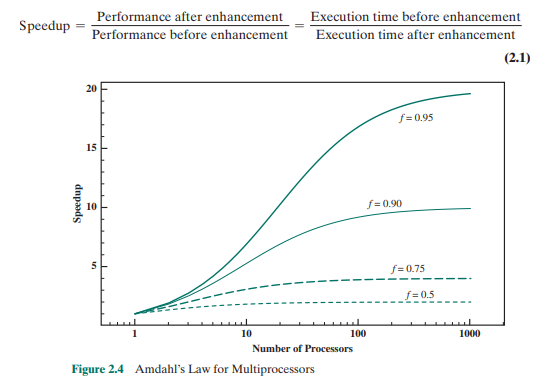 Speedup = Performance after enhancement / Performance before enhancement = Execution time before enhancement / Execution time after enhancement
(2.1)
20
f = 0.95
15
Speedup
f = 0.90
10
f = 0.75
5
f = 0.5
1 10 100 1000
Number of Processors
Figure 2.4 Amdahl's Law for Multiprocessors